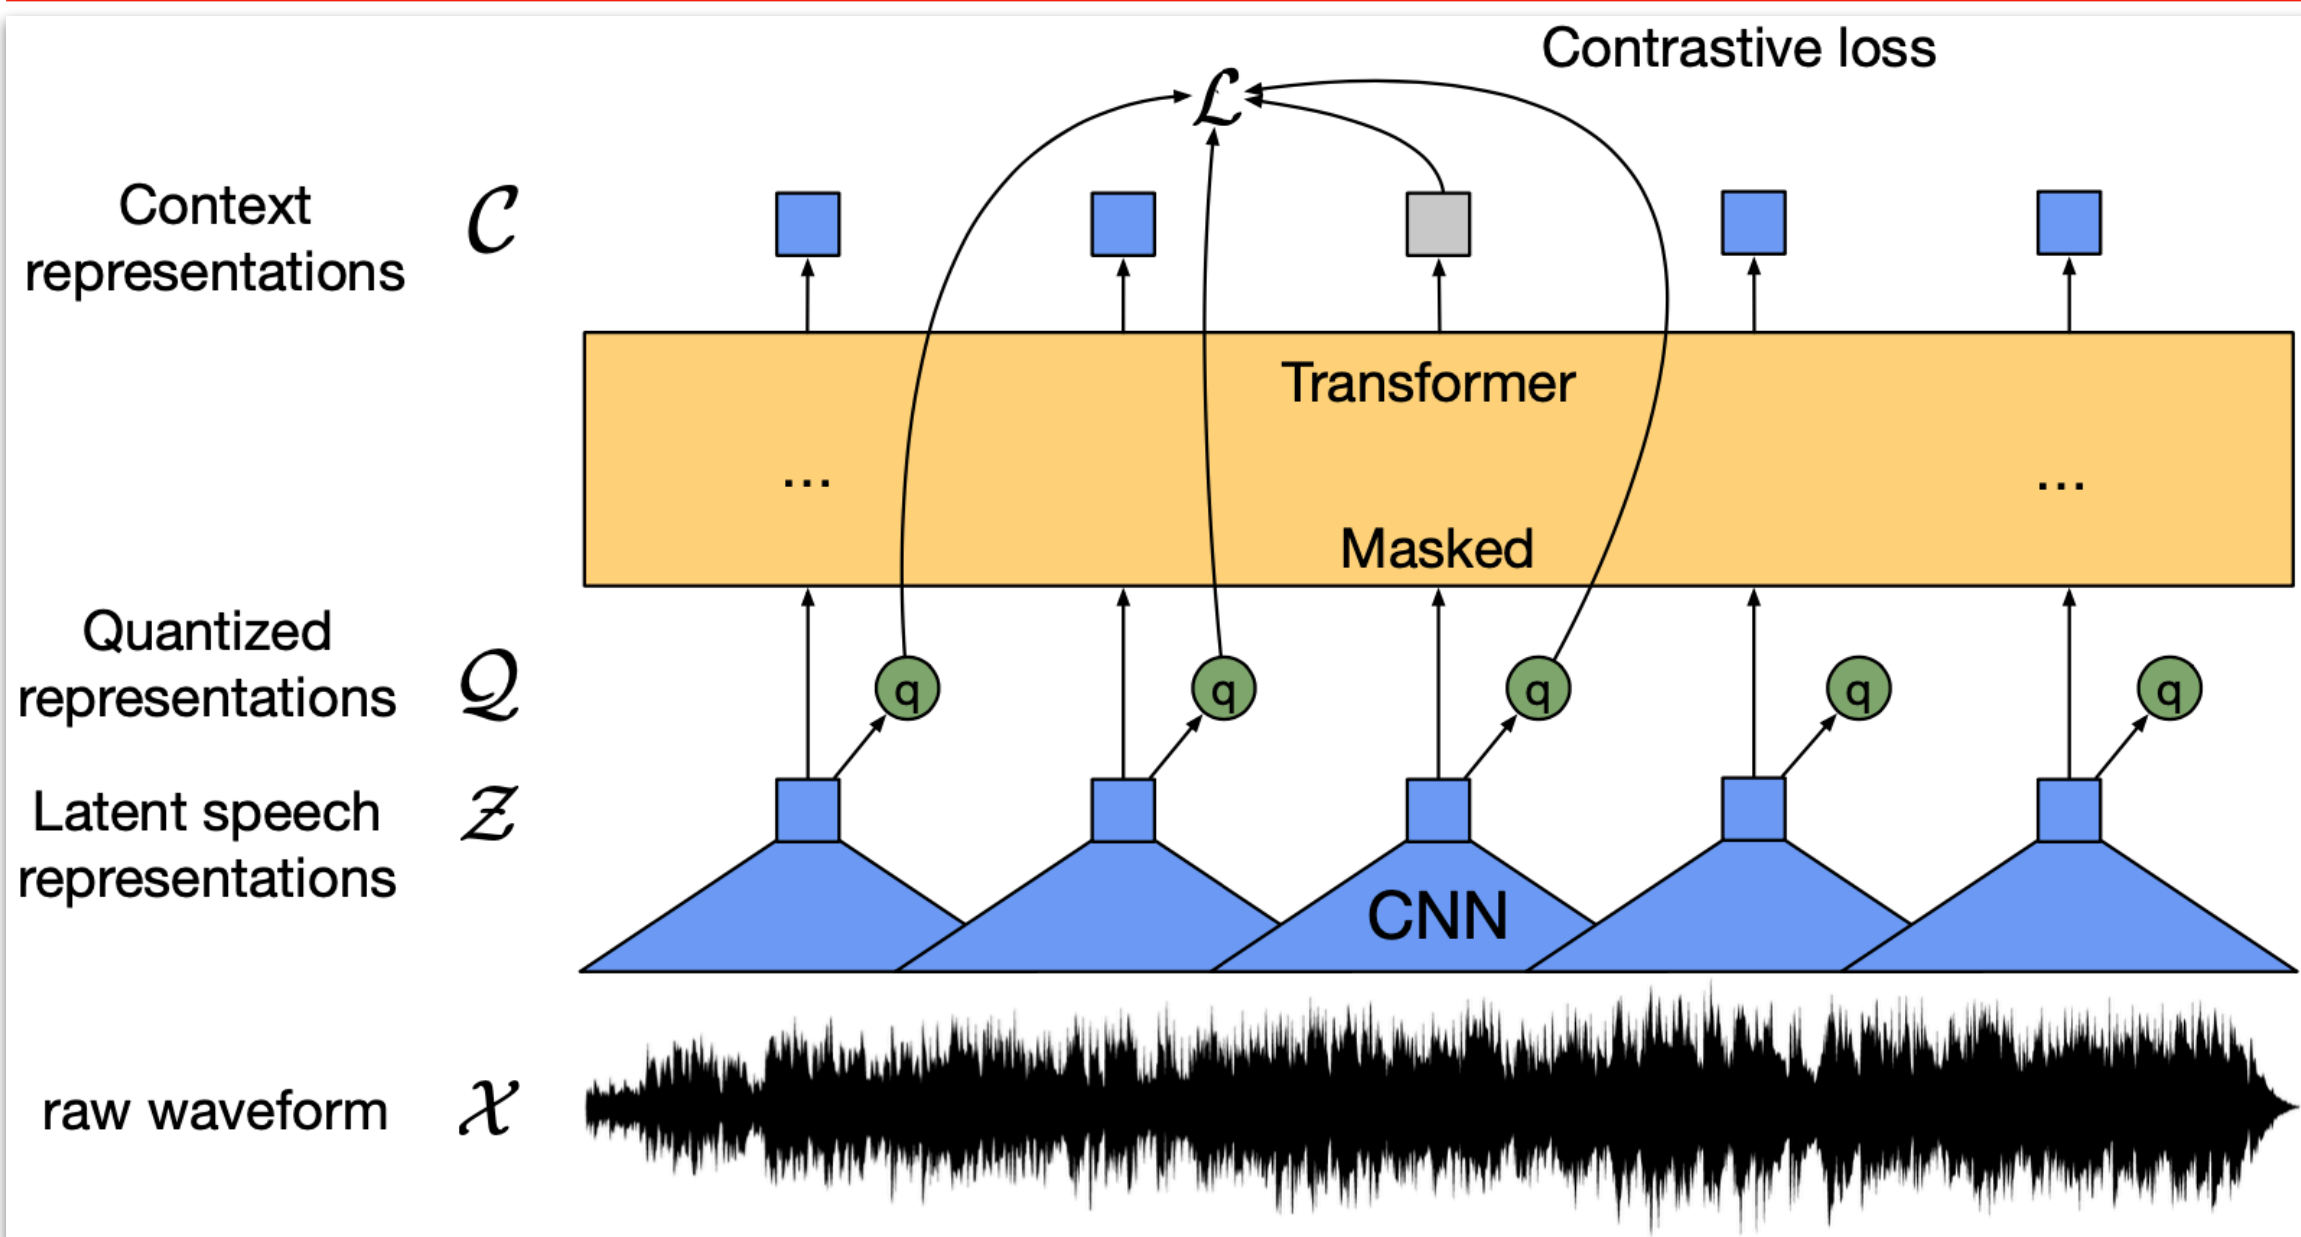 Contrastive loss
ℒ
Context
representations
𝒞
Transformer
...
...
Masked
Quantized
representations
𝒬
q
q
q
q
q
Latent speech
representations
𝒵
CNN
raw waveform
𝒳